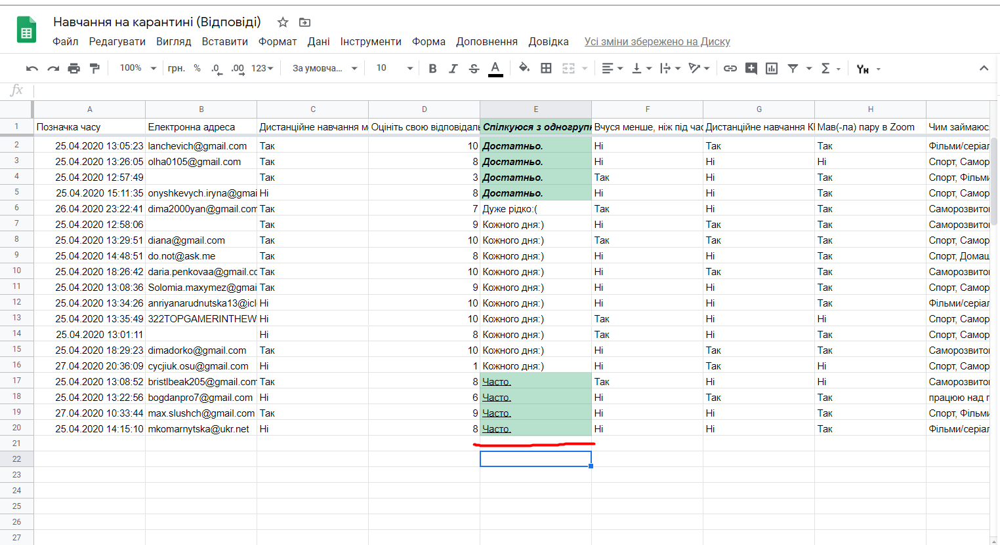 Навчання на карантині (Відповіді)
Файл Редагувати Вигляд Вставити Формат Дані Інструменти Форма Доповнення Довідка Усі зміни збережено на Диску
100% грн. % .0 .00 123 За умовча... 10 B I S A Σ Ун
fx
A B C D E F G H
1 Позначка часу Електронна адреса Дистанційне навчання м Оцініть свою відповідаль Спілкуюся з одногрупн Вчуся менше, ніж під час Дистанційне навчання КІ Мав(-ла) пару в Zoom Чим займаюс
2 25.04.2020 13:05:23 lanchevich@gmail.com Так 10 Достатньо. Ні Так Так Фільми/серіал
3 25.04.2020 13:26:05 olha0105@gmail.com Так 8 Достатньо. Ні Ні Ні Спорт, Самор
4 25.04.2020 12:57:49 Так 3 Достатньо. Так Ні Так Спорт, Фільми
5 25.04.2020 15:11:35 onyshkevych.iryna@gmai Ні 8 Достатньо. Ні Ні Так Спорт, Самор
6 26.04.2020 23:22:41 dima2000yan@gmail.com Так 7 Дуже рідко:( Так Ні Так Саморозвиток
7 25.04.2020 12:58:06 Так 9 Кожного дня:) Ні Так Так Саморозвиток
8 25.04.2020 13:29:51 diana@gmail.com Так 10 Кожного дня:) Так Так Так Спорт, Самор
9 25.04.2020 14:48:51 do.not@ask.me Так 8 Кожного дня:) Ні Ні Так Спорт, Домаш
10 25.04.2020 18:26:42 daria.penkovaa@gmail.cc Так 10 Кожного дня:) Ні Так Так Саморозвиток
11 25.04.2020 13:08:36 Solomia.maxymez@gmai Так 9 Кожного дня:) Ні Ні Так Спорт, Самор
12 25.04.2020 13:34:26 anriyanarudnutska13@icl Ні 10 Кожного дня:) Ні Ні Так Фільми/серіал
13 25.04.2020 13:35:49 322TOPGAMERINTHEW Ні 10 Кожного дня:) Так Ні Ні Спорт, Самор
14 25.04.2020 13:01:11 Ні 8 Кожного дня:) Так Ні Так Спорт, Самор
15 25.04.2020 18:29:23 dimadorko@gmail.com Так 10 Кожного дня:) Ні Так Так Саморозвиток
16 27.04.2020 20:36:09 cycjiuk.osu@gmail.com Ні 1 Кожного дня:) Ні Так Ні Спорт, Самор
17 25.04.2020 13:08:52 bristlbeak205@gmail.com Так 8 Часто. Так Ні Ні Саморозвиток
18 25.04.2020 13:22:56 bogdanpro7@gmail.com Ні 6 Часто. Ні Так Так працюю над г
19 27.04.2020 10:33:44 max.slushch@gmail.com Так 9 Часто. Ні Ні Так Спорт, Фільми
20 25.04.2020 14:15:10 mkomarnytska@ukr.net Ні 8 Часто. Ні Ні Так Фільми/серіал
21
22
23
24
25
26
27